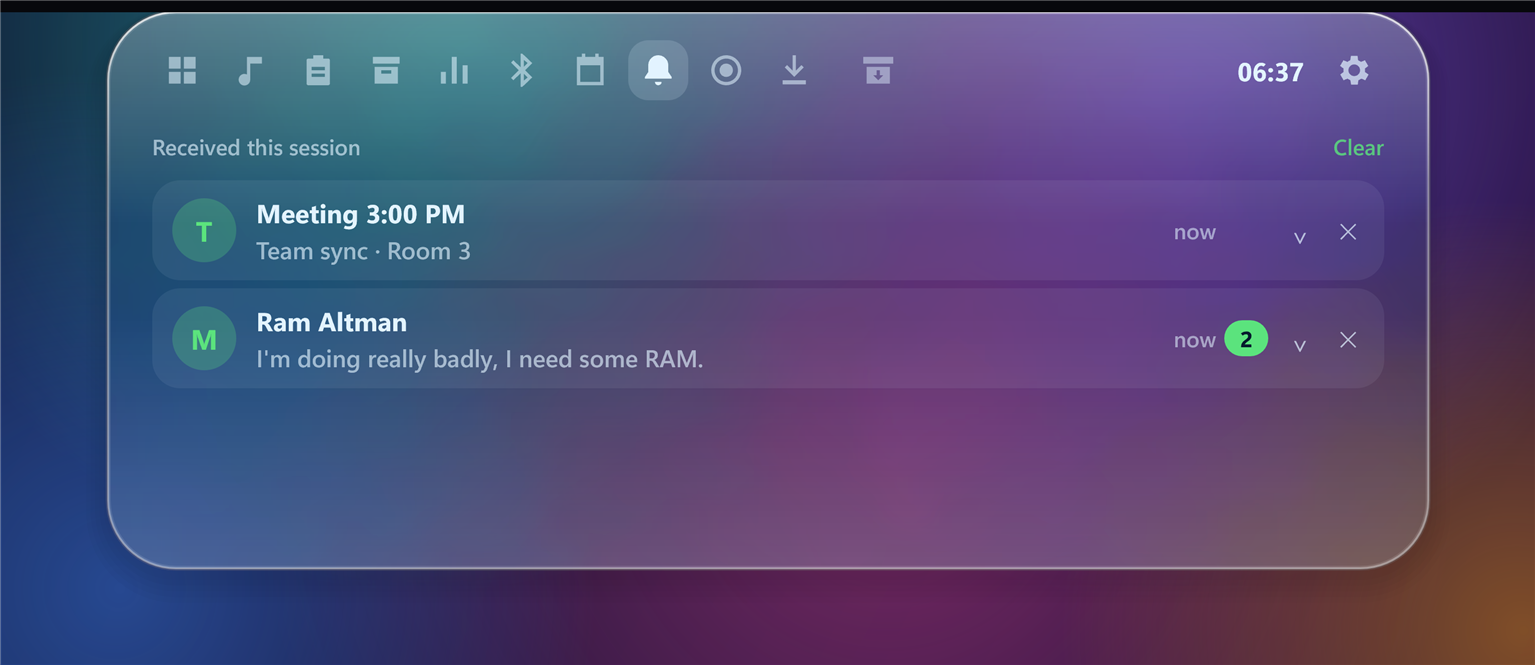 06:37
Received this session
Clear
T
Meeting 3:00 PM
Team sync · Room 3
now
M
Ram Altman
I'm doing really badly, I need some RAM.
now
2